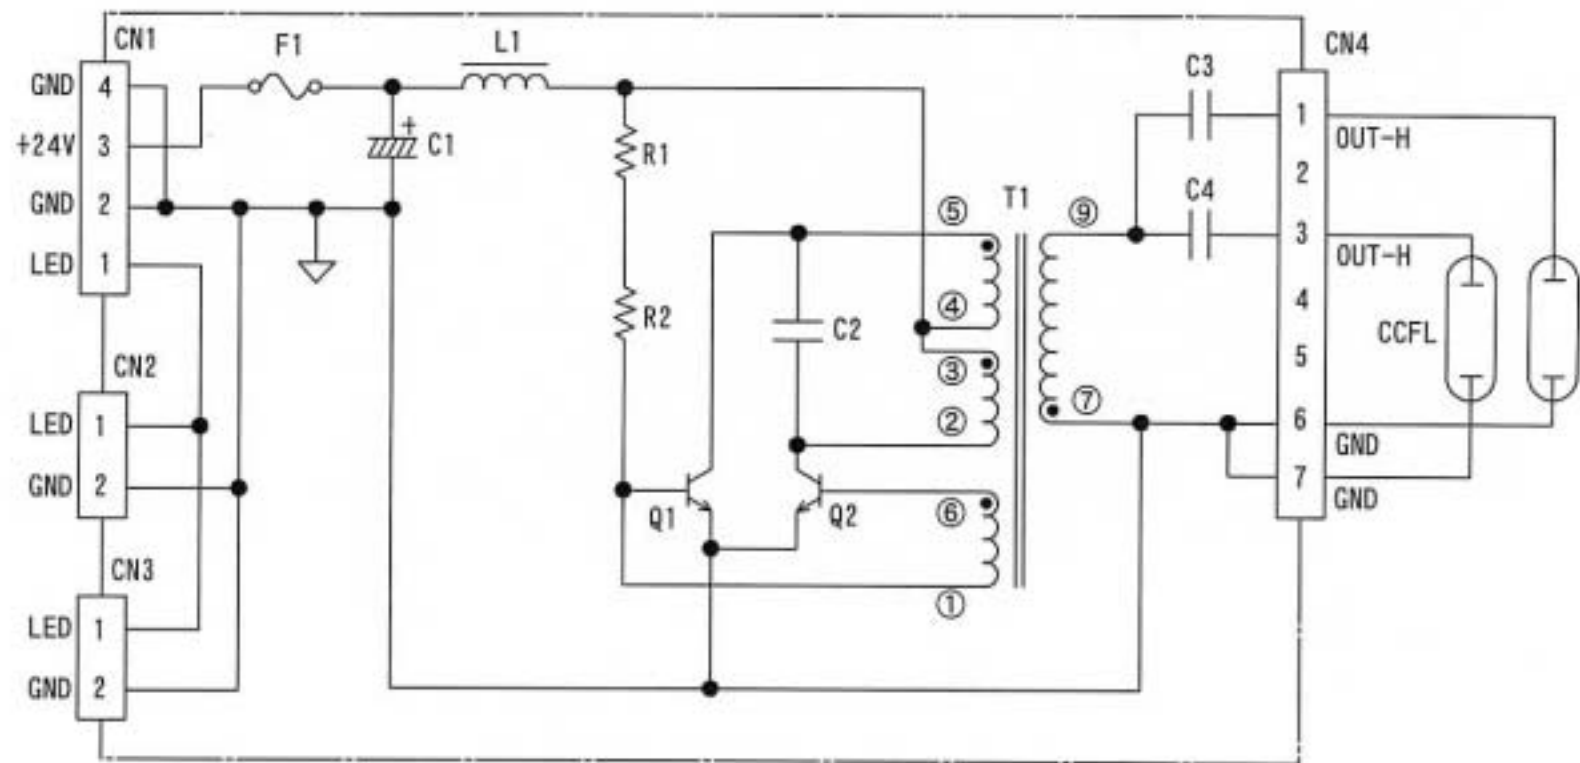 CN1
GND 4
+24V 3
GND 2
LED 1
CN2
LED 1
GND 2
CN3
LED 1
GND 2
F1
L1
+
C1
R1
R2
C2
Q1
Q2
T1
⑤
④
③
②
⑥
①
⑨
⑦
C3
C4
CN4
1
OUT-H
2
3
OUT-H
4
5
6
GND
7
GND
CCFL